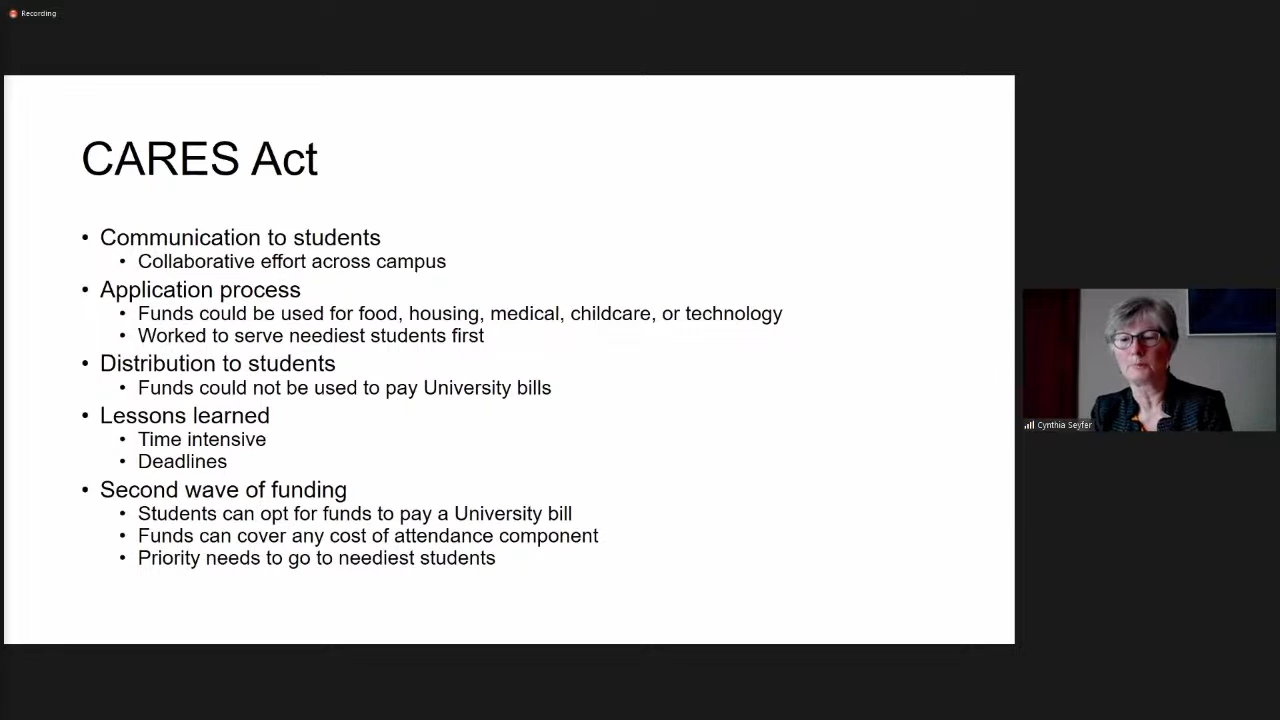 Recording
CARES Act
• Communication to students
• Collaborative effort across campus
• Application process
• Funds could be used for food, housing, medical, childcare, or technology
• Worked to serve neediest students first
• Distribution to students
• Funds could not be used to pay University bills
• Lessons learned
• Time intensive
• Deadlines
• Second wave of funding
• Students can opt for funds to pay a University bill
• Funds can cover any cost of attendance component
• Priority needs to go to neediest students
Cynthia Seyfer